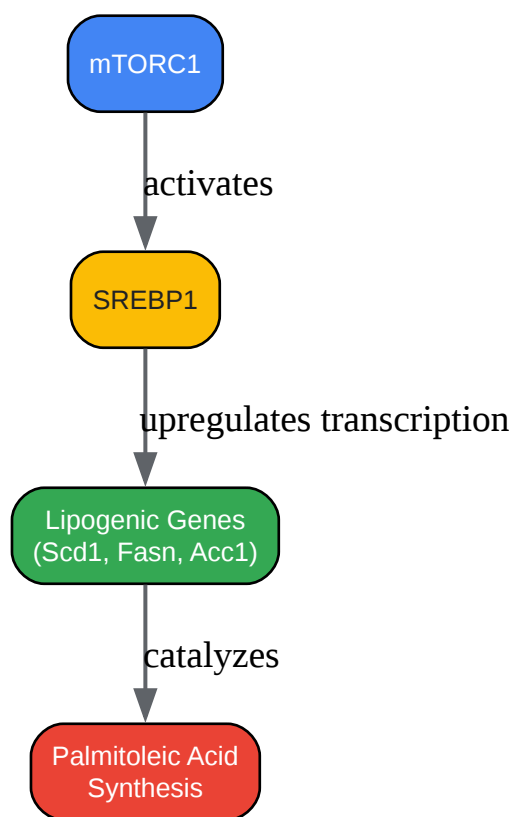 mTORC1
activates
SREBP1
upregulates transcription
Lipogenic Genes
(Scd1, Fasn, Acc1)
catalyzes
Palmitoleic Acid
Synthesis